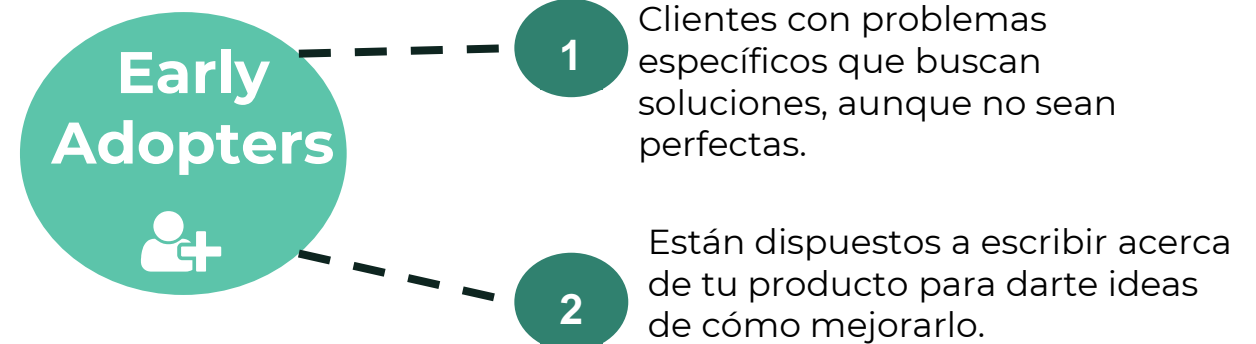 Early
Adopters
1
Clientes con problemas
específicos que buscan
soluciones, aunque no sean
perfectas.
2
Están dispuestos a escribir acerca
de tu producto para darte ideas
de cómo mejorarlo.